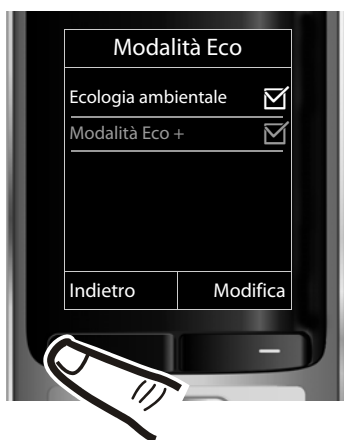 Modalità Eco
Ecologia ambientale
Modalità Eco +
Indietro Modifica